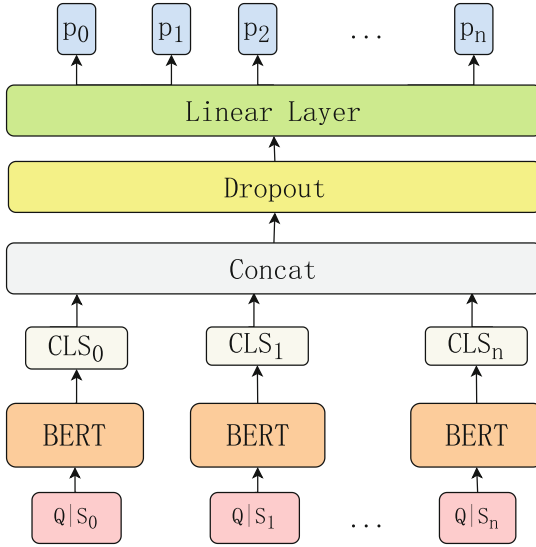 p₀ p₁ p₂ ... pₙ
Linear Layer
Dropout
Concat
CLS₀ CLS₁ CLSₙ
BERT BERT BERT
Q|S₀ Q|S₁ ... Q|Sₙ